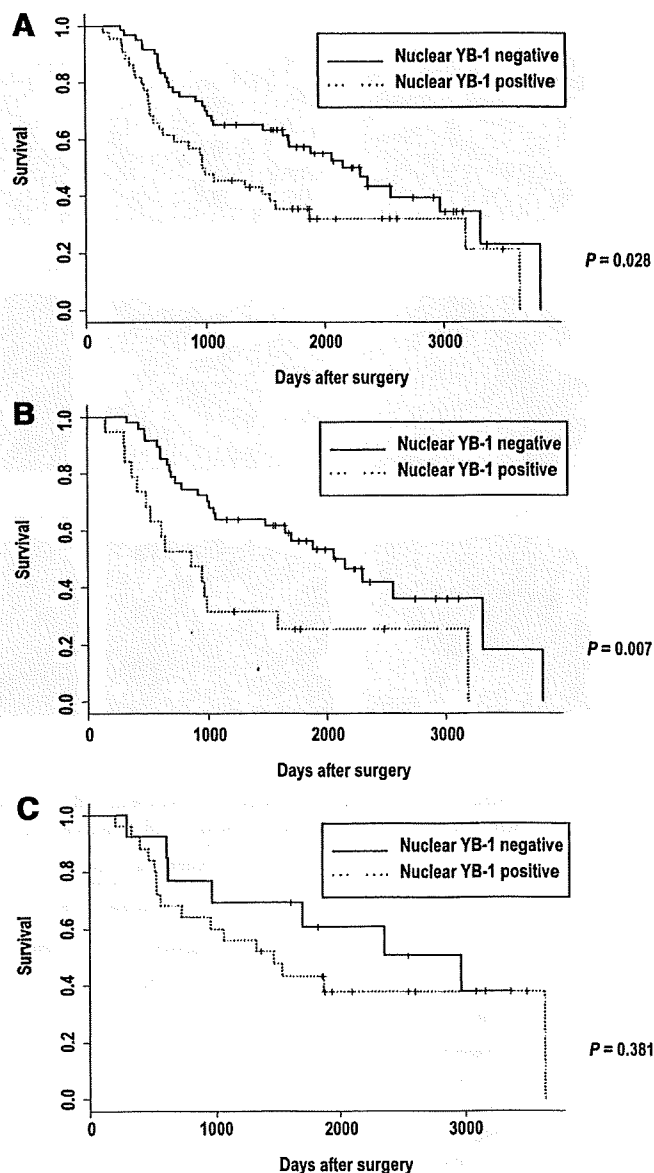 A
Survival
1.0
0.8
0.6
0.4
0.2
0.0
Nuclear YB-1 negative
Nuclear YB-1 positive
P = 0.028
0 1000 2000 3000
Days after surgery
B
Survival
1.0
0.8
0.6
0.4
0.2
0.0
Nuclear YB-1 negative
Nuclear YB-1 positive
P = 0.007
0 1000 2000 3000
Days after surgery
C
Survival
1.0
0.8
0.6
0.4
0.2
0.0
Nuclear YB-1 negative
Nuclear YB-1 positive
P = 0.381
0 1000 2000 3000
Days after surgery